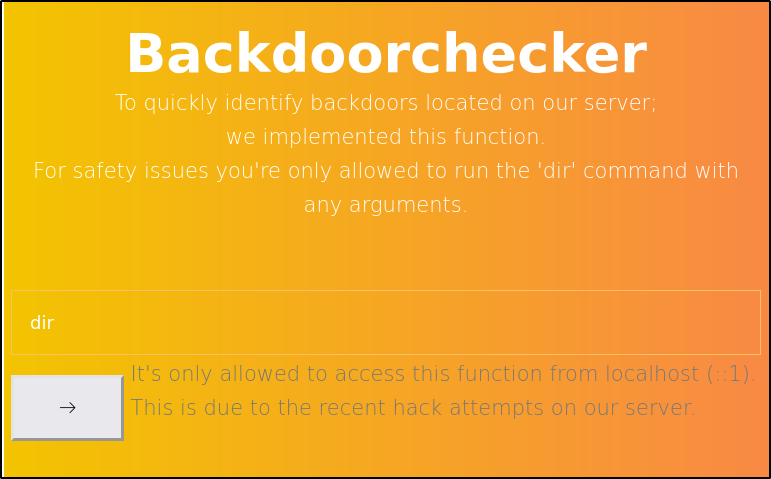 Backdoorchecker
To quickly identify backdoors located on our server;
we implemented this function.
For safety issues you're only allowed to run the 'dir' command with
any arguments.
dir
It's only allowed to access this function from localhost (::1).
→ This is due to the recent hack attempts on our server.